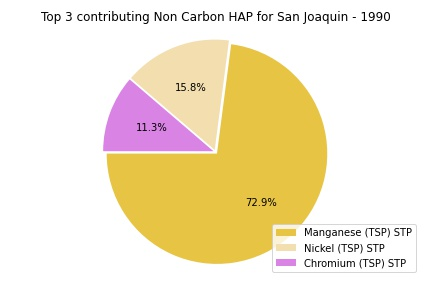 Top 3 contributing Non Carbon HAP for San Joaquin - 1990
15.8%
11.3%
72.9%
Manganese (TSP) STP
Nickel (TSP) STP
Chromium (TSP) STP